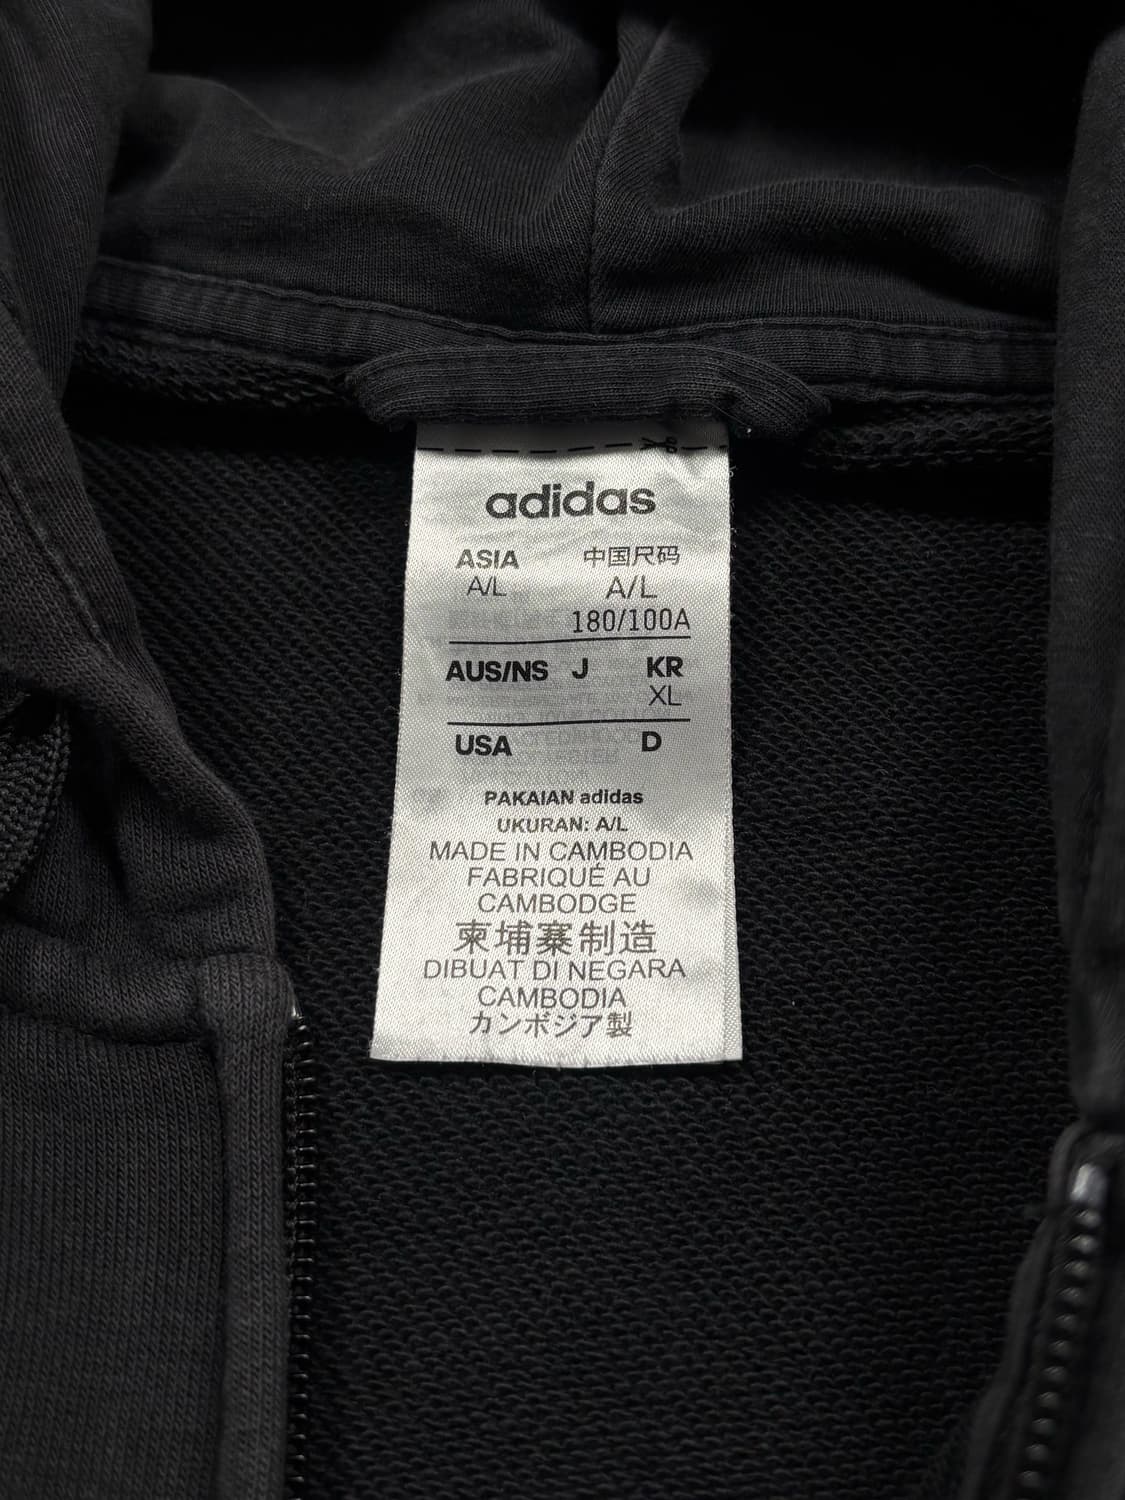 adidas
ASIA 中国尺码
A/L A/L
180/100A
AUS/NS J KR
XL
USA D
PAKAIAN adidas
UKURAN: A/L
MADE IN CAMBODIA
FABRIQUÉ AU
CAMBODGE
柬埔寨制造
DIBUAT DI NEGARA
CAMBODIA
カンボジア製